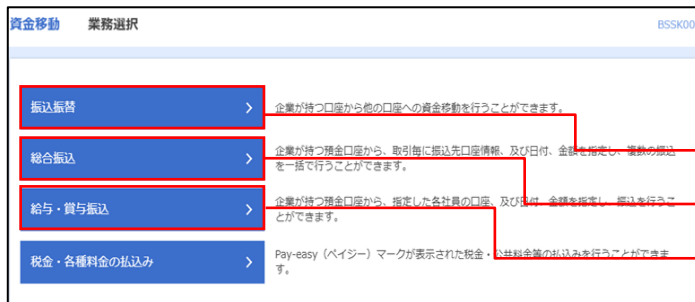 資金移動 業務選択 BSSK00
振込振替
企業が持つ口座から他の口座への資金移動を行うことができます。
総合振込
企業が持つ預金口座から、取引毎に振込先口座情報、及び日付、金額を指定し、複数の振込
を一括で行うことができます。
給与・賞与振込
企業が持つ預金口座から、指定した各社員の口座、及び日付、金額を指定し、振込を行うこ
とができます。
税金・各種料金の払込み
Pay-easy（ペイジー）マークが表示された税金・公共料金等の払込みを行うことができま
す。